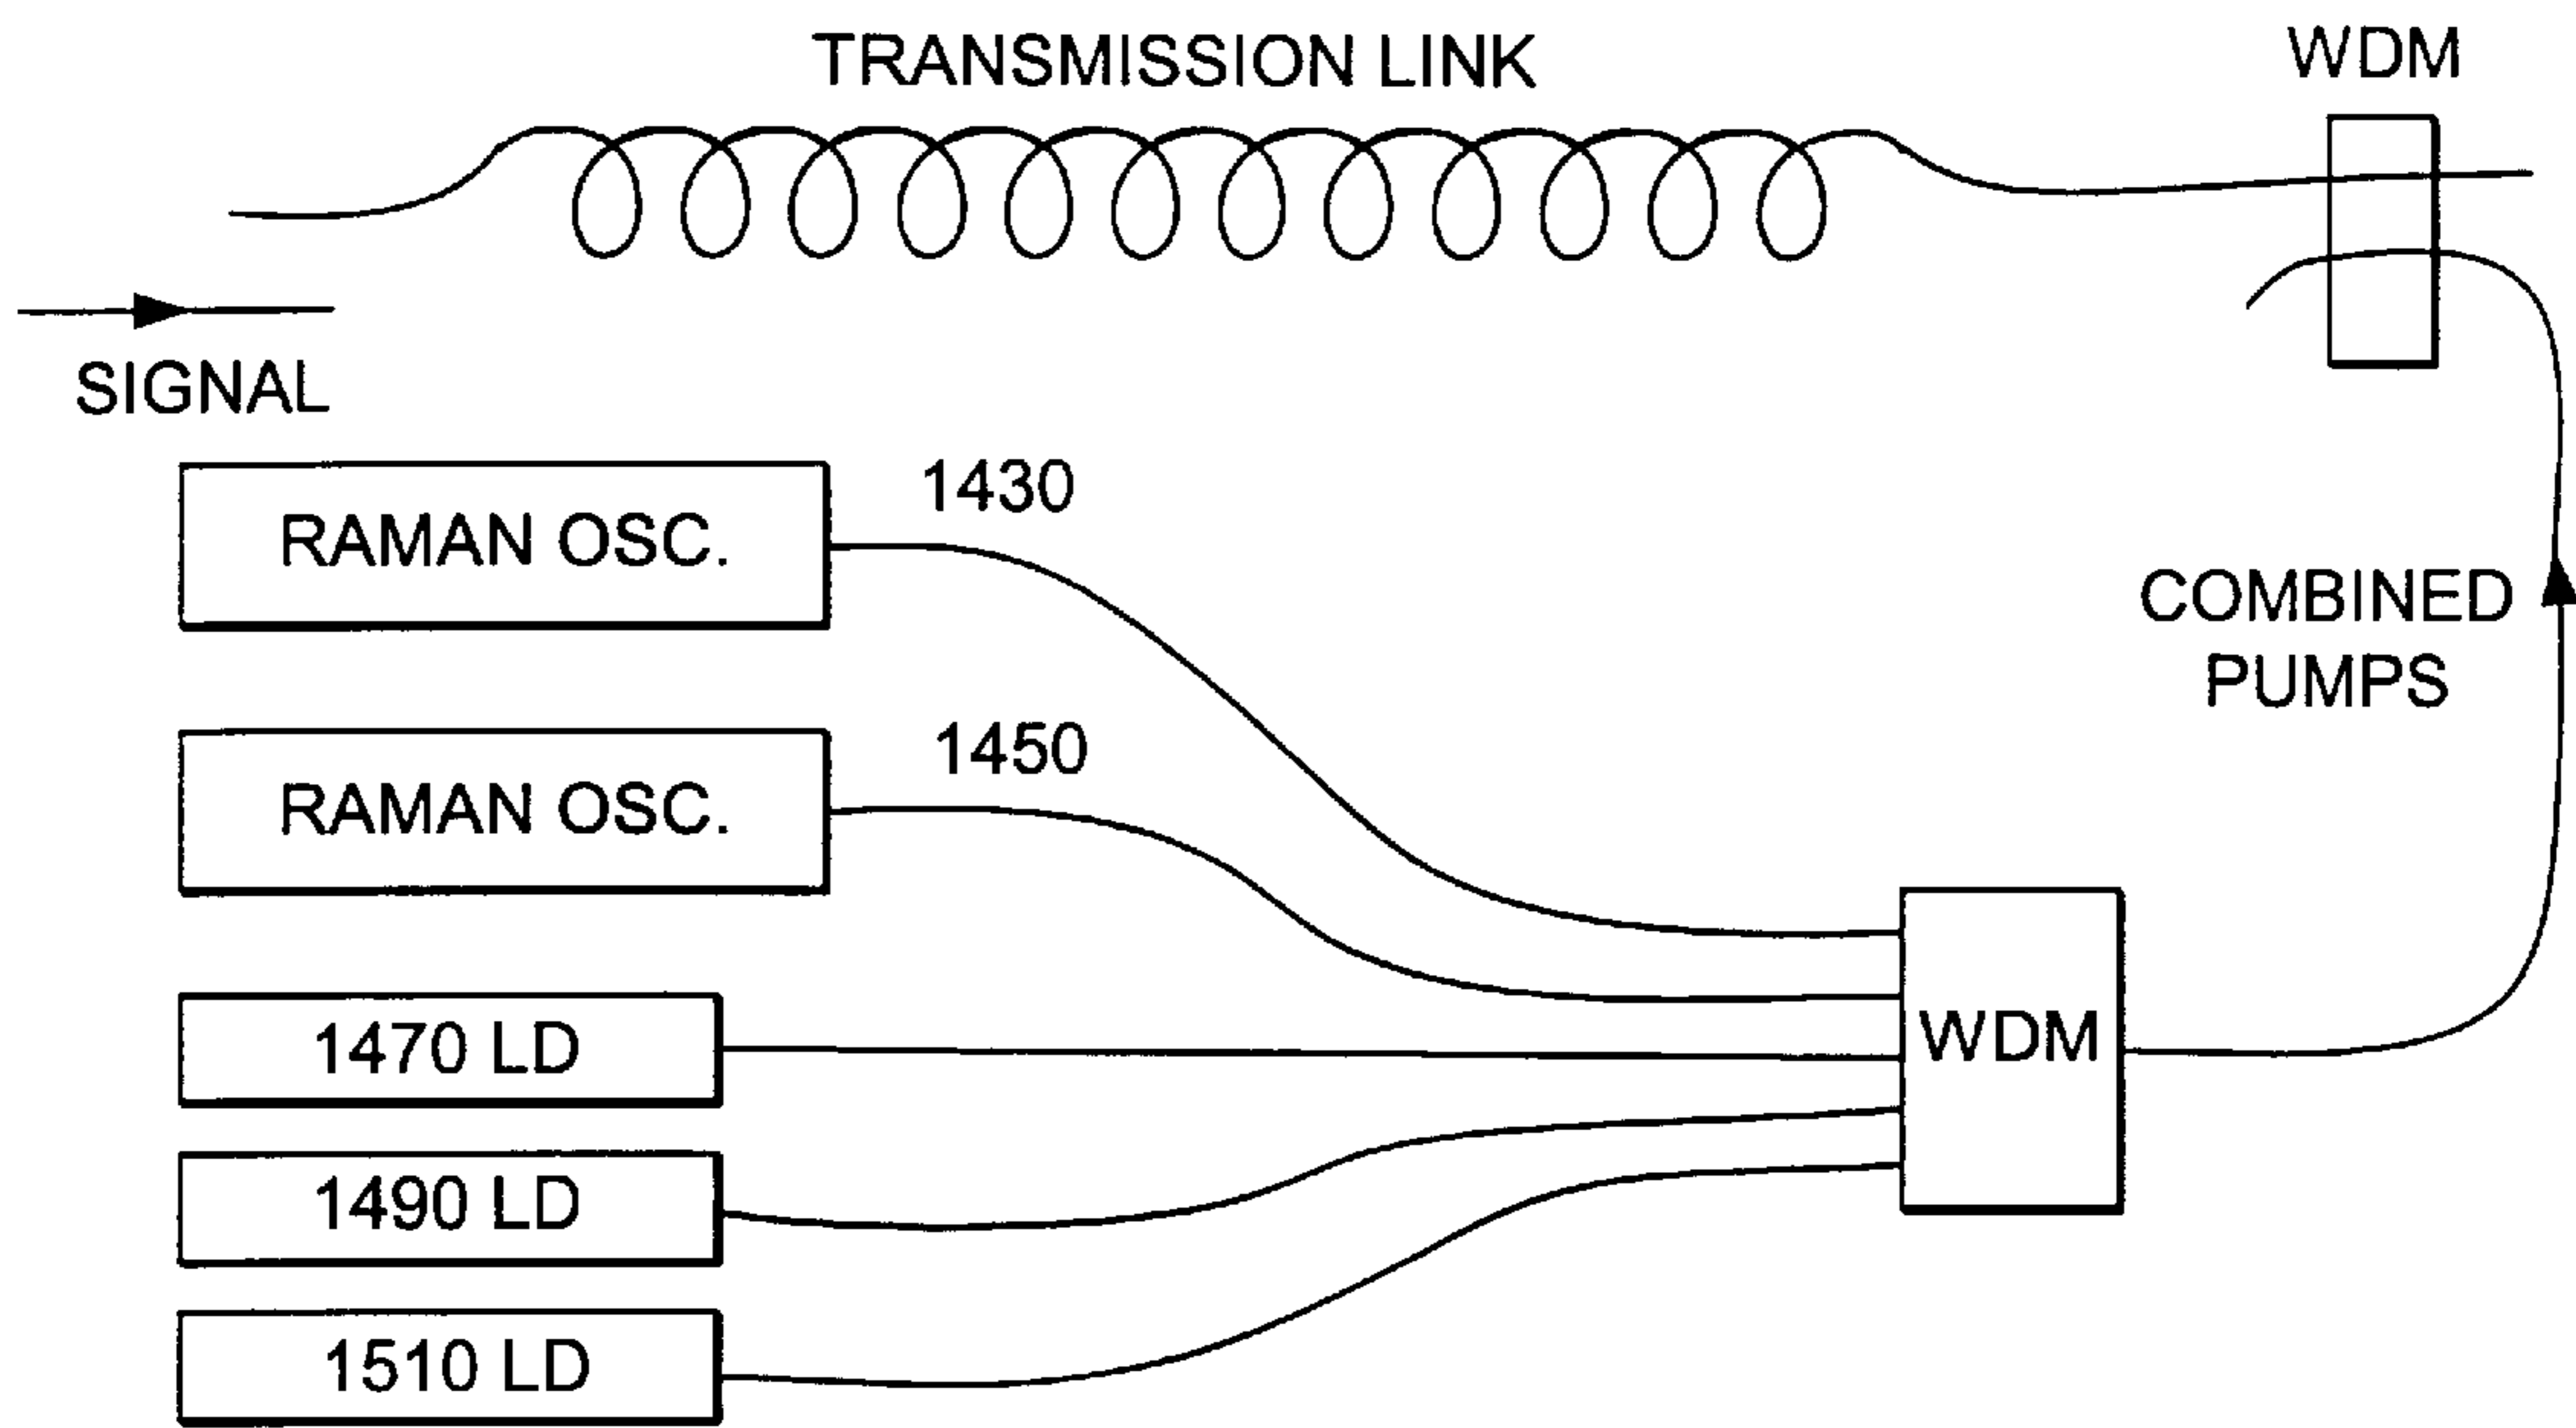 TRANSMISSION LINK
WDM
SIGNAL
RAMAN OSC.
1430
COMBINED
PUMPS
RAMAN OSC.
1450
1470 LD
WDM
1490 LD
1510 LD